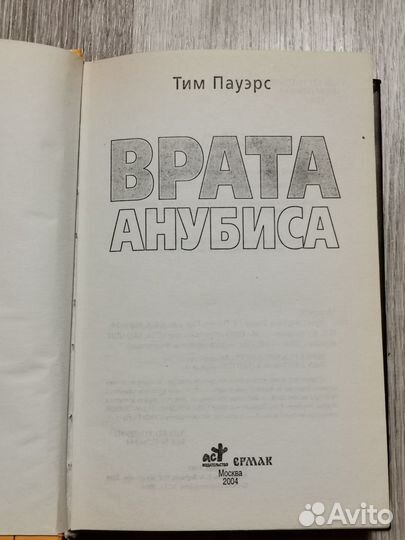 Тим Пауэрс
ВРАТА
АНУБИСА
аст ЕРМАК
ИЗДАТЕЛЬСТВО
Москва
2004
Avito